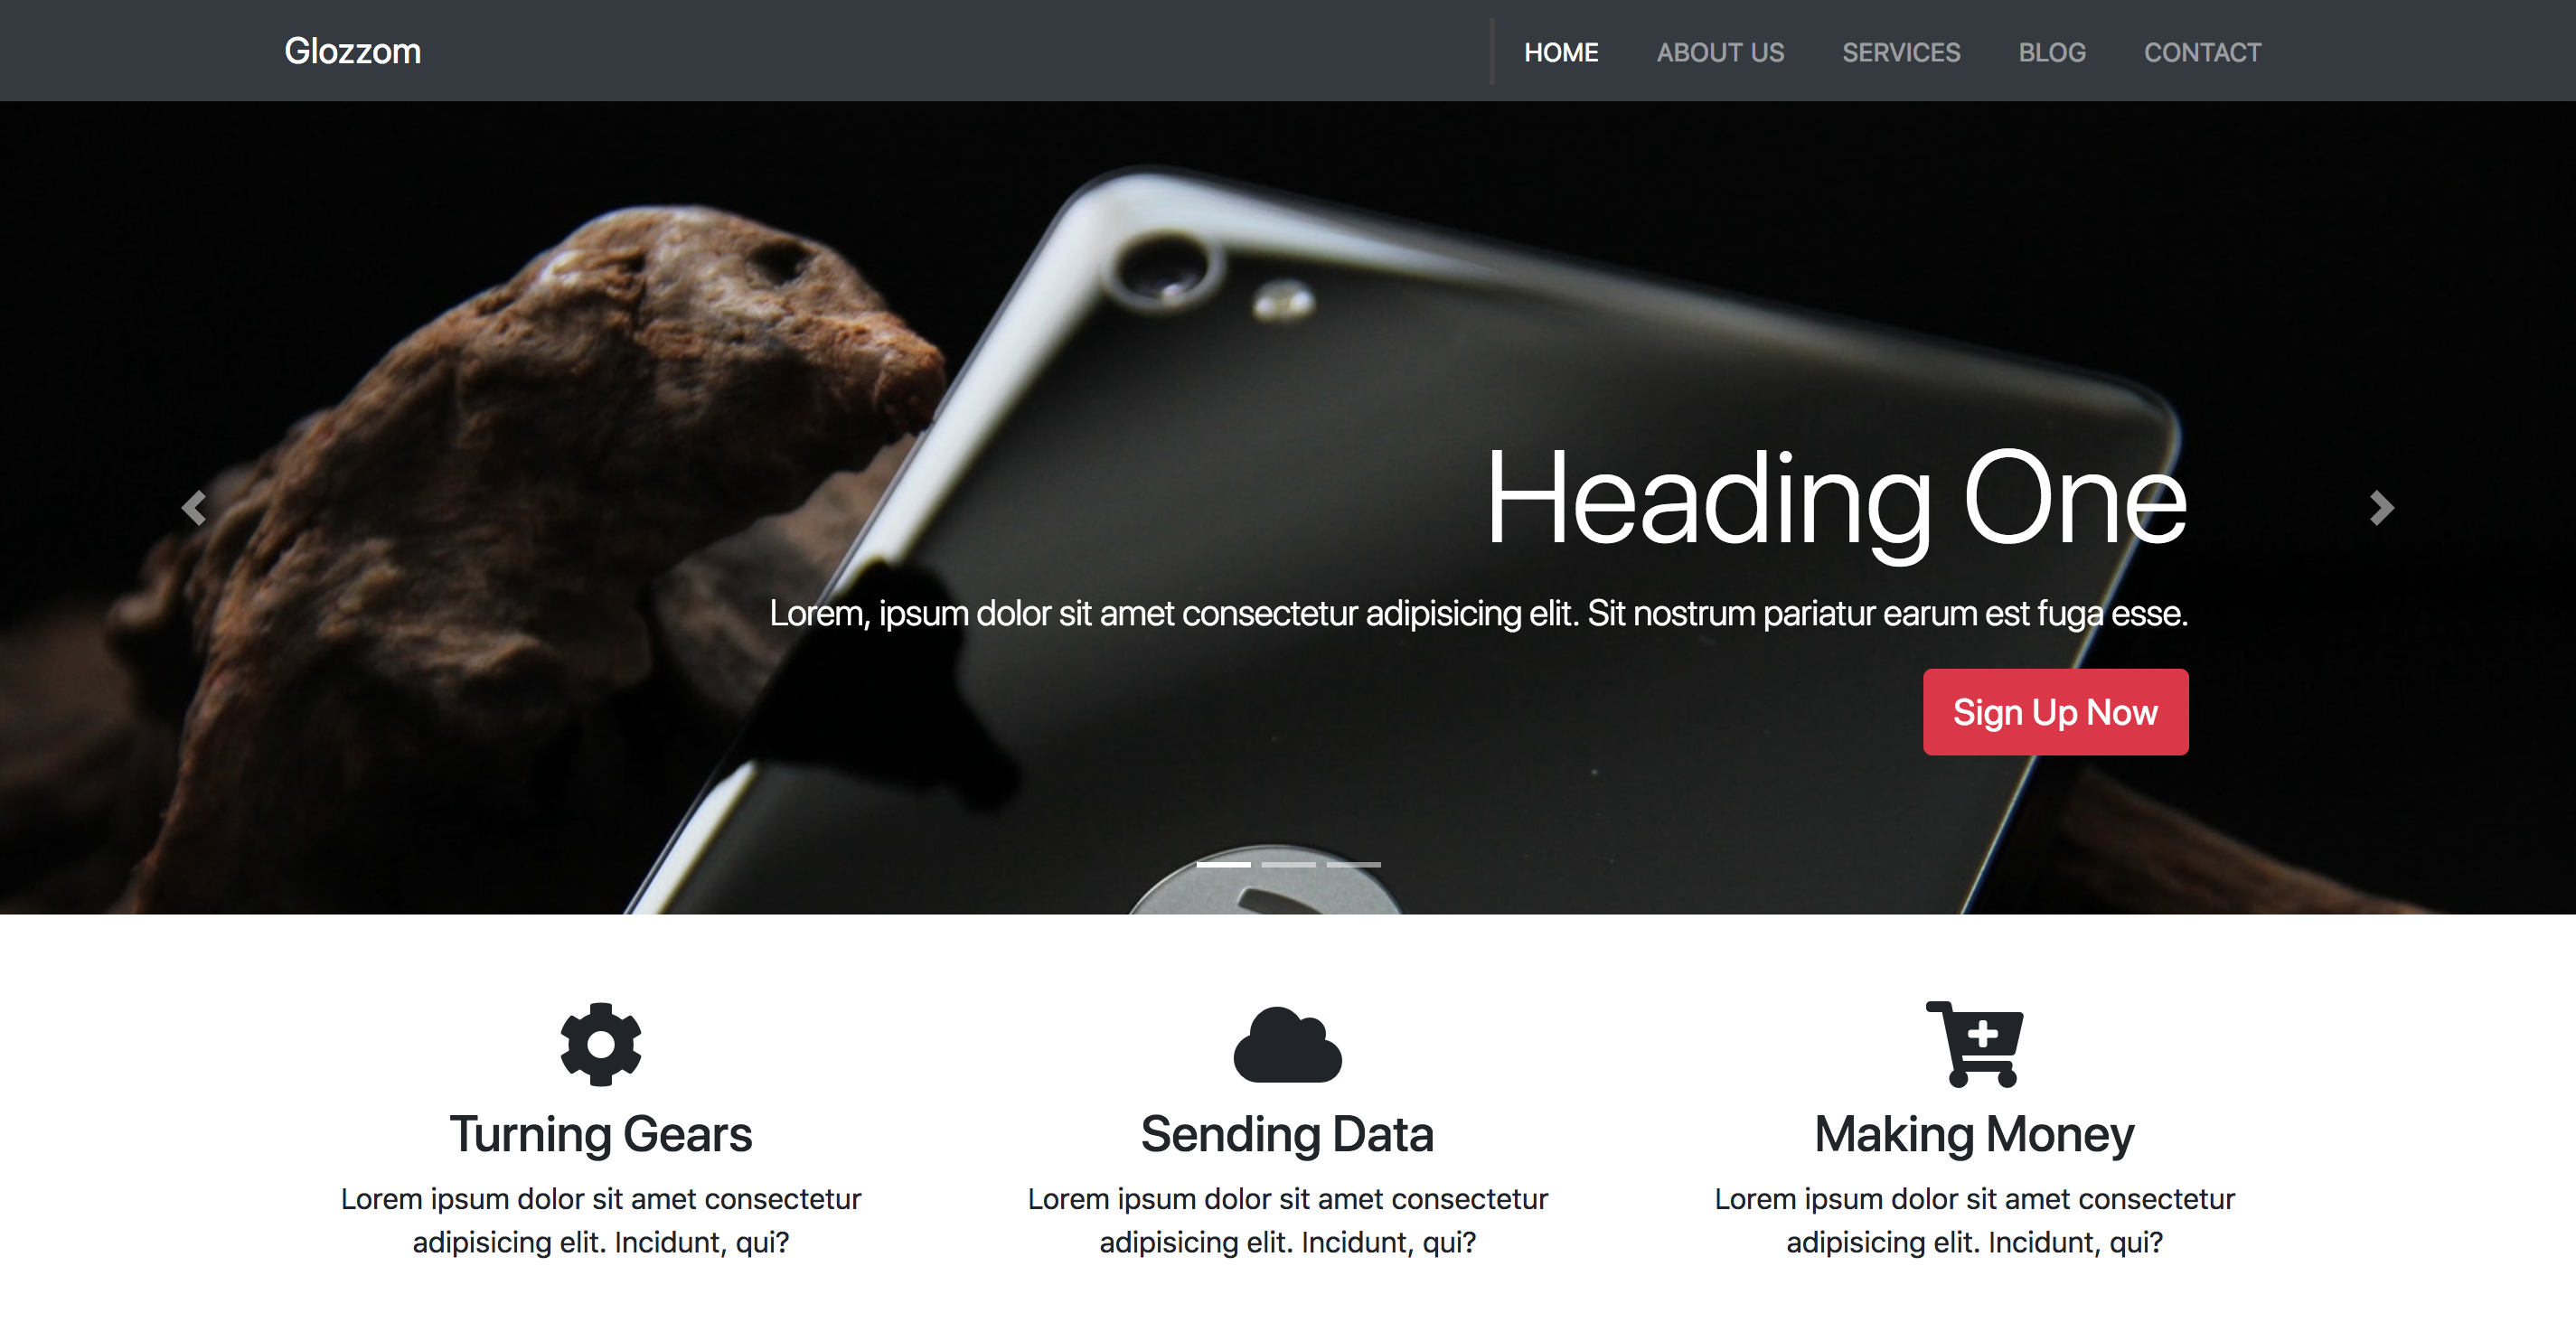 Glozzom
HOME ABOUT US SERVICES BLOG CONTACT
Heading One
Lorem, ipsum dolor sit amet consectetur adipisicing elit. Sit nostrum pariatur earum est fuga esse.
Sign Up Now
Turning Gears
Lorem ipsum dolor sit amet consectetur
adipisicing elit. Incidunt, qui?
Sending Data
Lorem ipsum dolor sit amet consectetur
adipisicing elit. Incidunt, qui?
Making Money
Lorem ipsum dolor sit amet consectetur
adipisicing elit. Incidunt, qui?